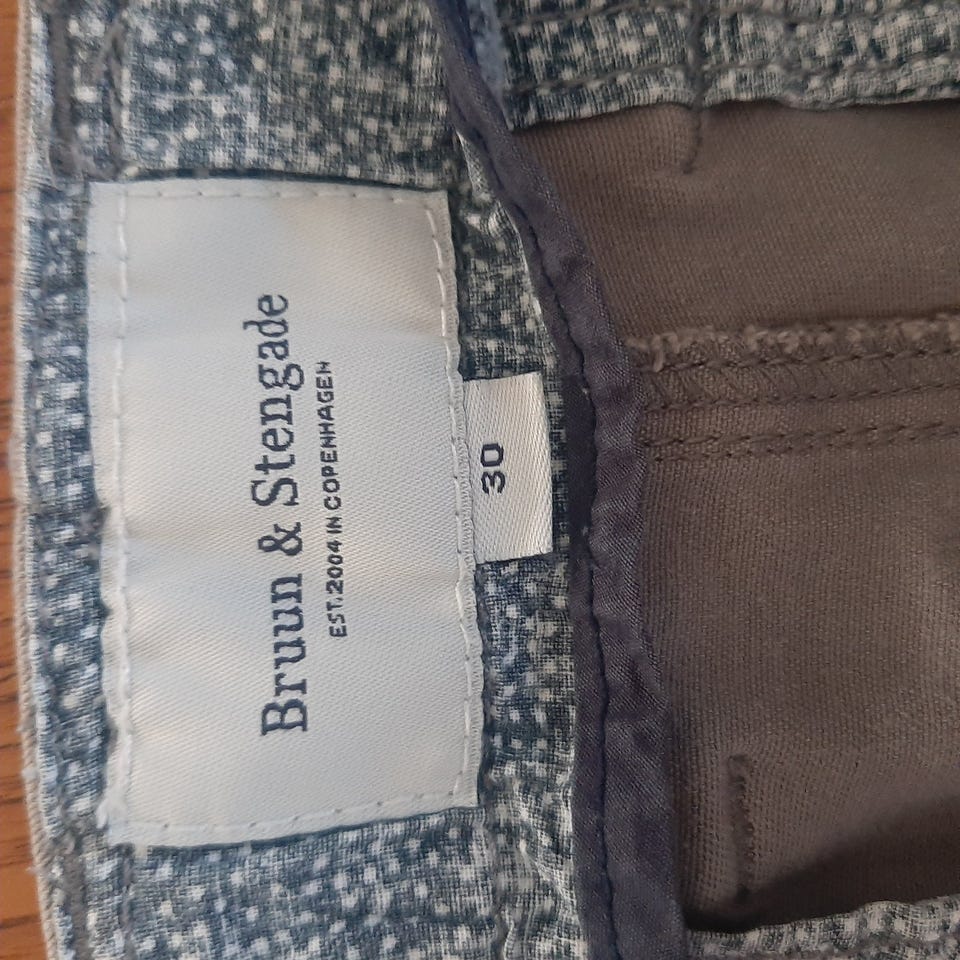 Bruun & Stengade
EST. 2004 IN COPENHAGEN
30